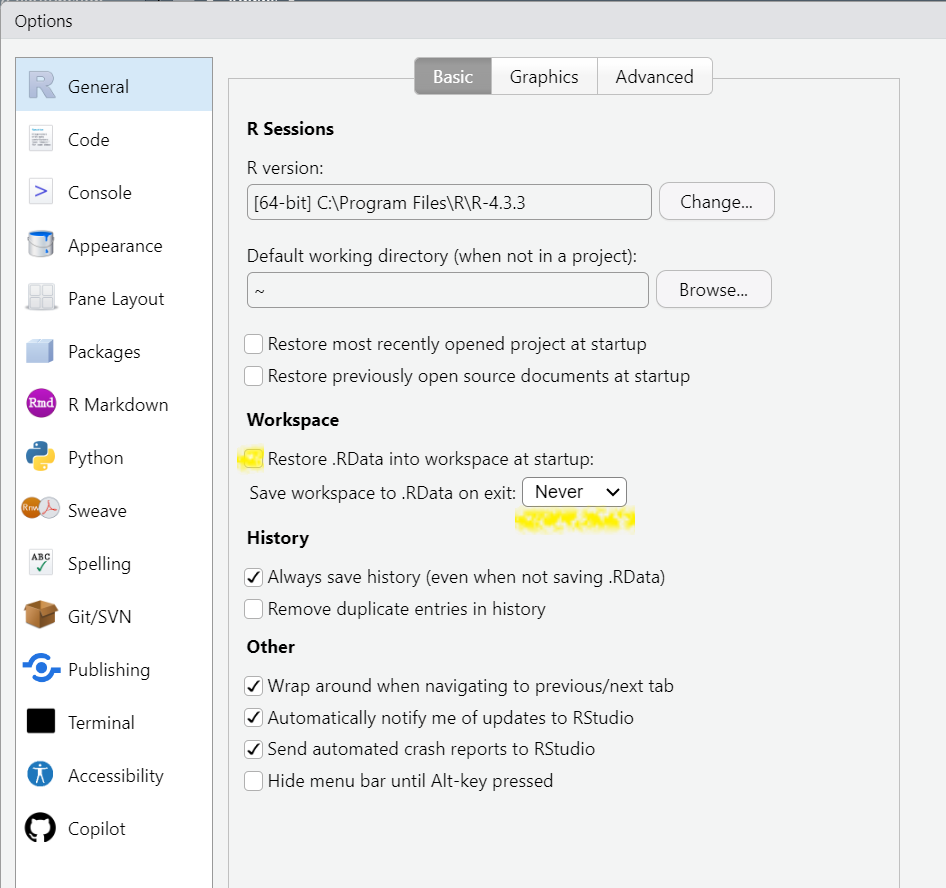 Options
General
Code
Console
Appearance
Pane Layout
Packages
Rmd R Markdown
Python
Rnw Sweave
ABC Spelling
Git/SVN
Publishing
Terminal
Accessibility
Copilot
Basic Graphics Advanced
R Sessions
R version:
[64-bit] C:\Program Files\R\R-4.3.3 Change...
Default working directory (when not in a project):
~ Browse...
Restore most recently opened project at startup
Restore previously open source documents at startup
Workspace
Restore .RData into workspace at startup:
Save workspace to .RData on exit: Never
History
Always save history (even when not saving .RData)
Remove duplicate entries in history
Other
Wrap around when navigating to previous/next tab
Automatically notify me of updates to RStudio
Send automated crash reports to RStudio
Hide menu bar until Alt-key pressed